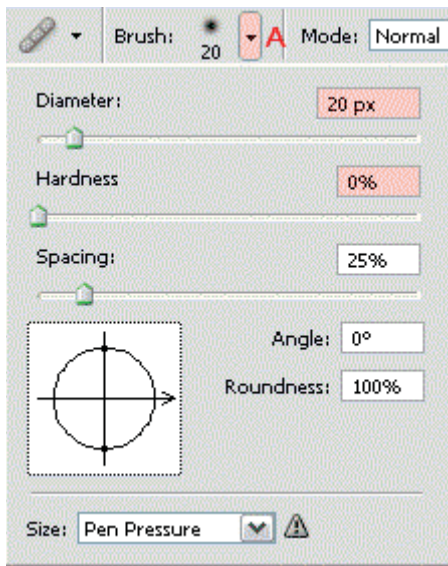 Brush: 20 A Mode: Normal
Diameter: 20 px
Hardness 0%
Spacing: 25%
Angle: 0°
Roundness: 100%
Size: Pen Pressure